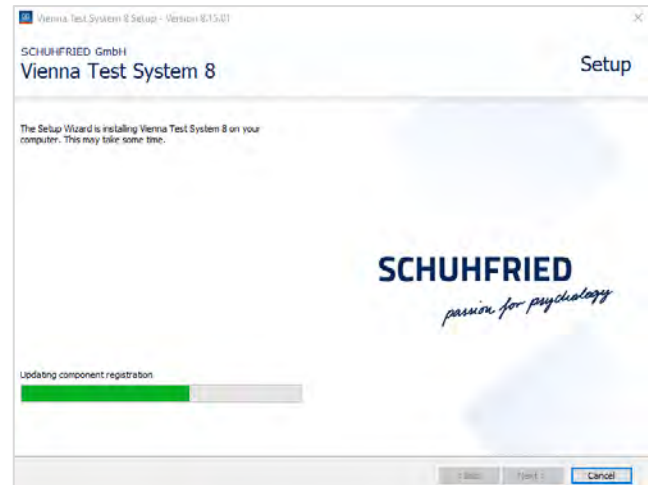 Vienna Test System 8 Setup - Version 8.15.01
SCHUHFRIED GmbH
Vienna Test System 8
Setup
The Setup Wizard is installing Vienna Test System 8 on your
computer. This may take some time.
SCHUHFRIED
passion for psychology
Updating component registration
< Back
Next >
Cancel